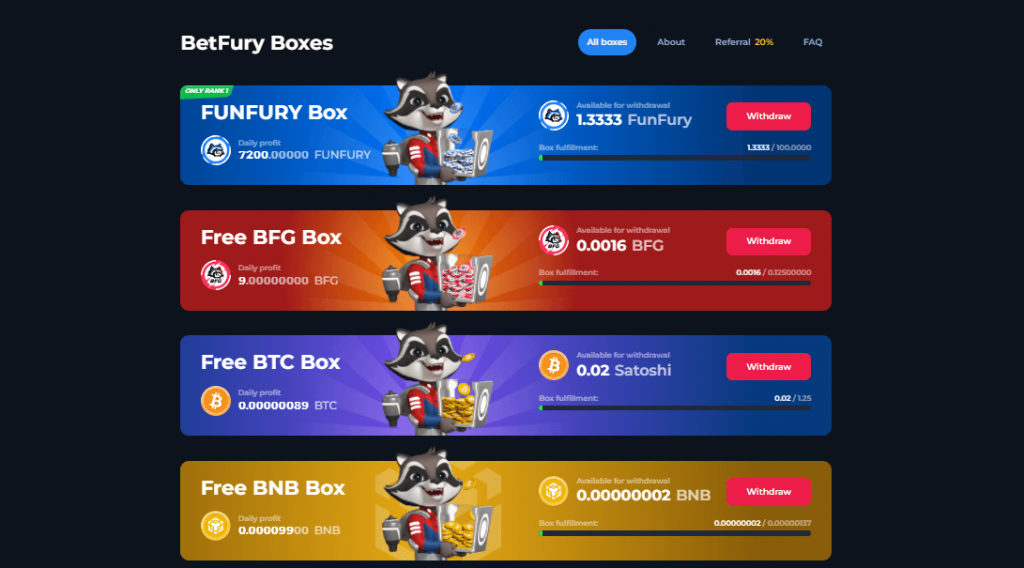 BetFury Boxes
All boxes
About
Referral 20%
FAQ
ONLY RANK 1
FUNFURY Box
Daily profit
7200.00000 FUNFURY
Available for withdrawal
1.3333 FunFury
Withdraw
Box fulfillment:
1.3333 / 100.0000
Free BFG Box
Daily profit
9.00000000 BFG
Available for withdrawal
0.0016 BFG
Withdraw
Box fulfillment:
0.0016 / 0.12500000
Free BTC Box
Daily profit
0.00000089 BTC
Available for withdrawal
0.02 Satoshi
Withdraw
Box fulfillment:
0.02 / 1.25
Free BNB Box
Daily profit
0.00009900 BNB
Available for withdrawal
0.00000002 BNB
Withdraw
Box fulfillment:
0.00000002 / 0.00000137